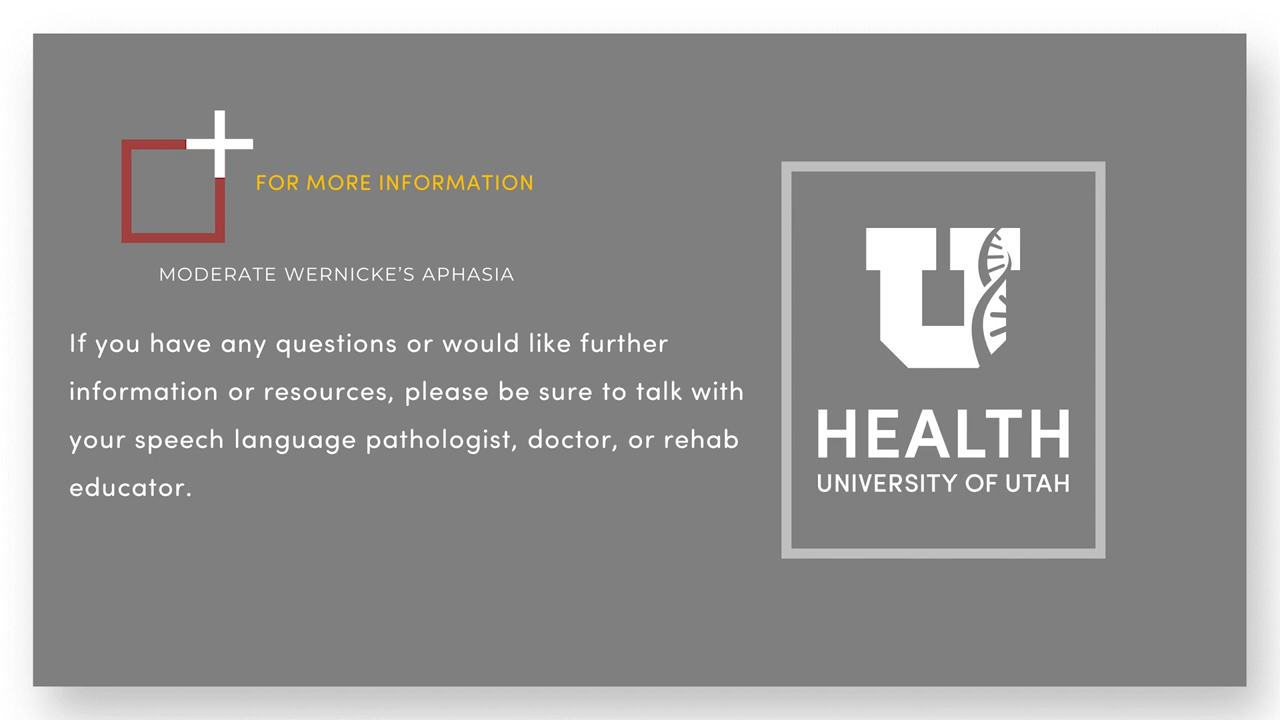 FOR MORE INFORMATION
MODERATE WERNICKE’S APHASIA
If you have any questions or would like further
information or resources, please be sure to talk with
your speech language pathologist, doctor, or rehab
educator.
U
HEALTH
UNIVERSITY OF UTAH